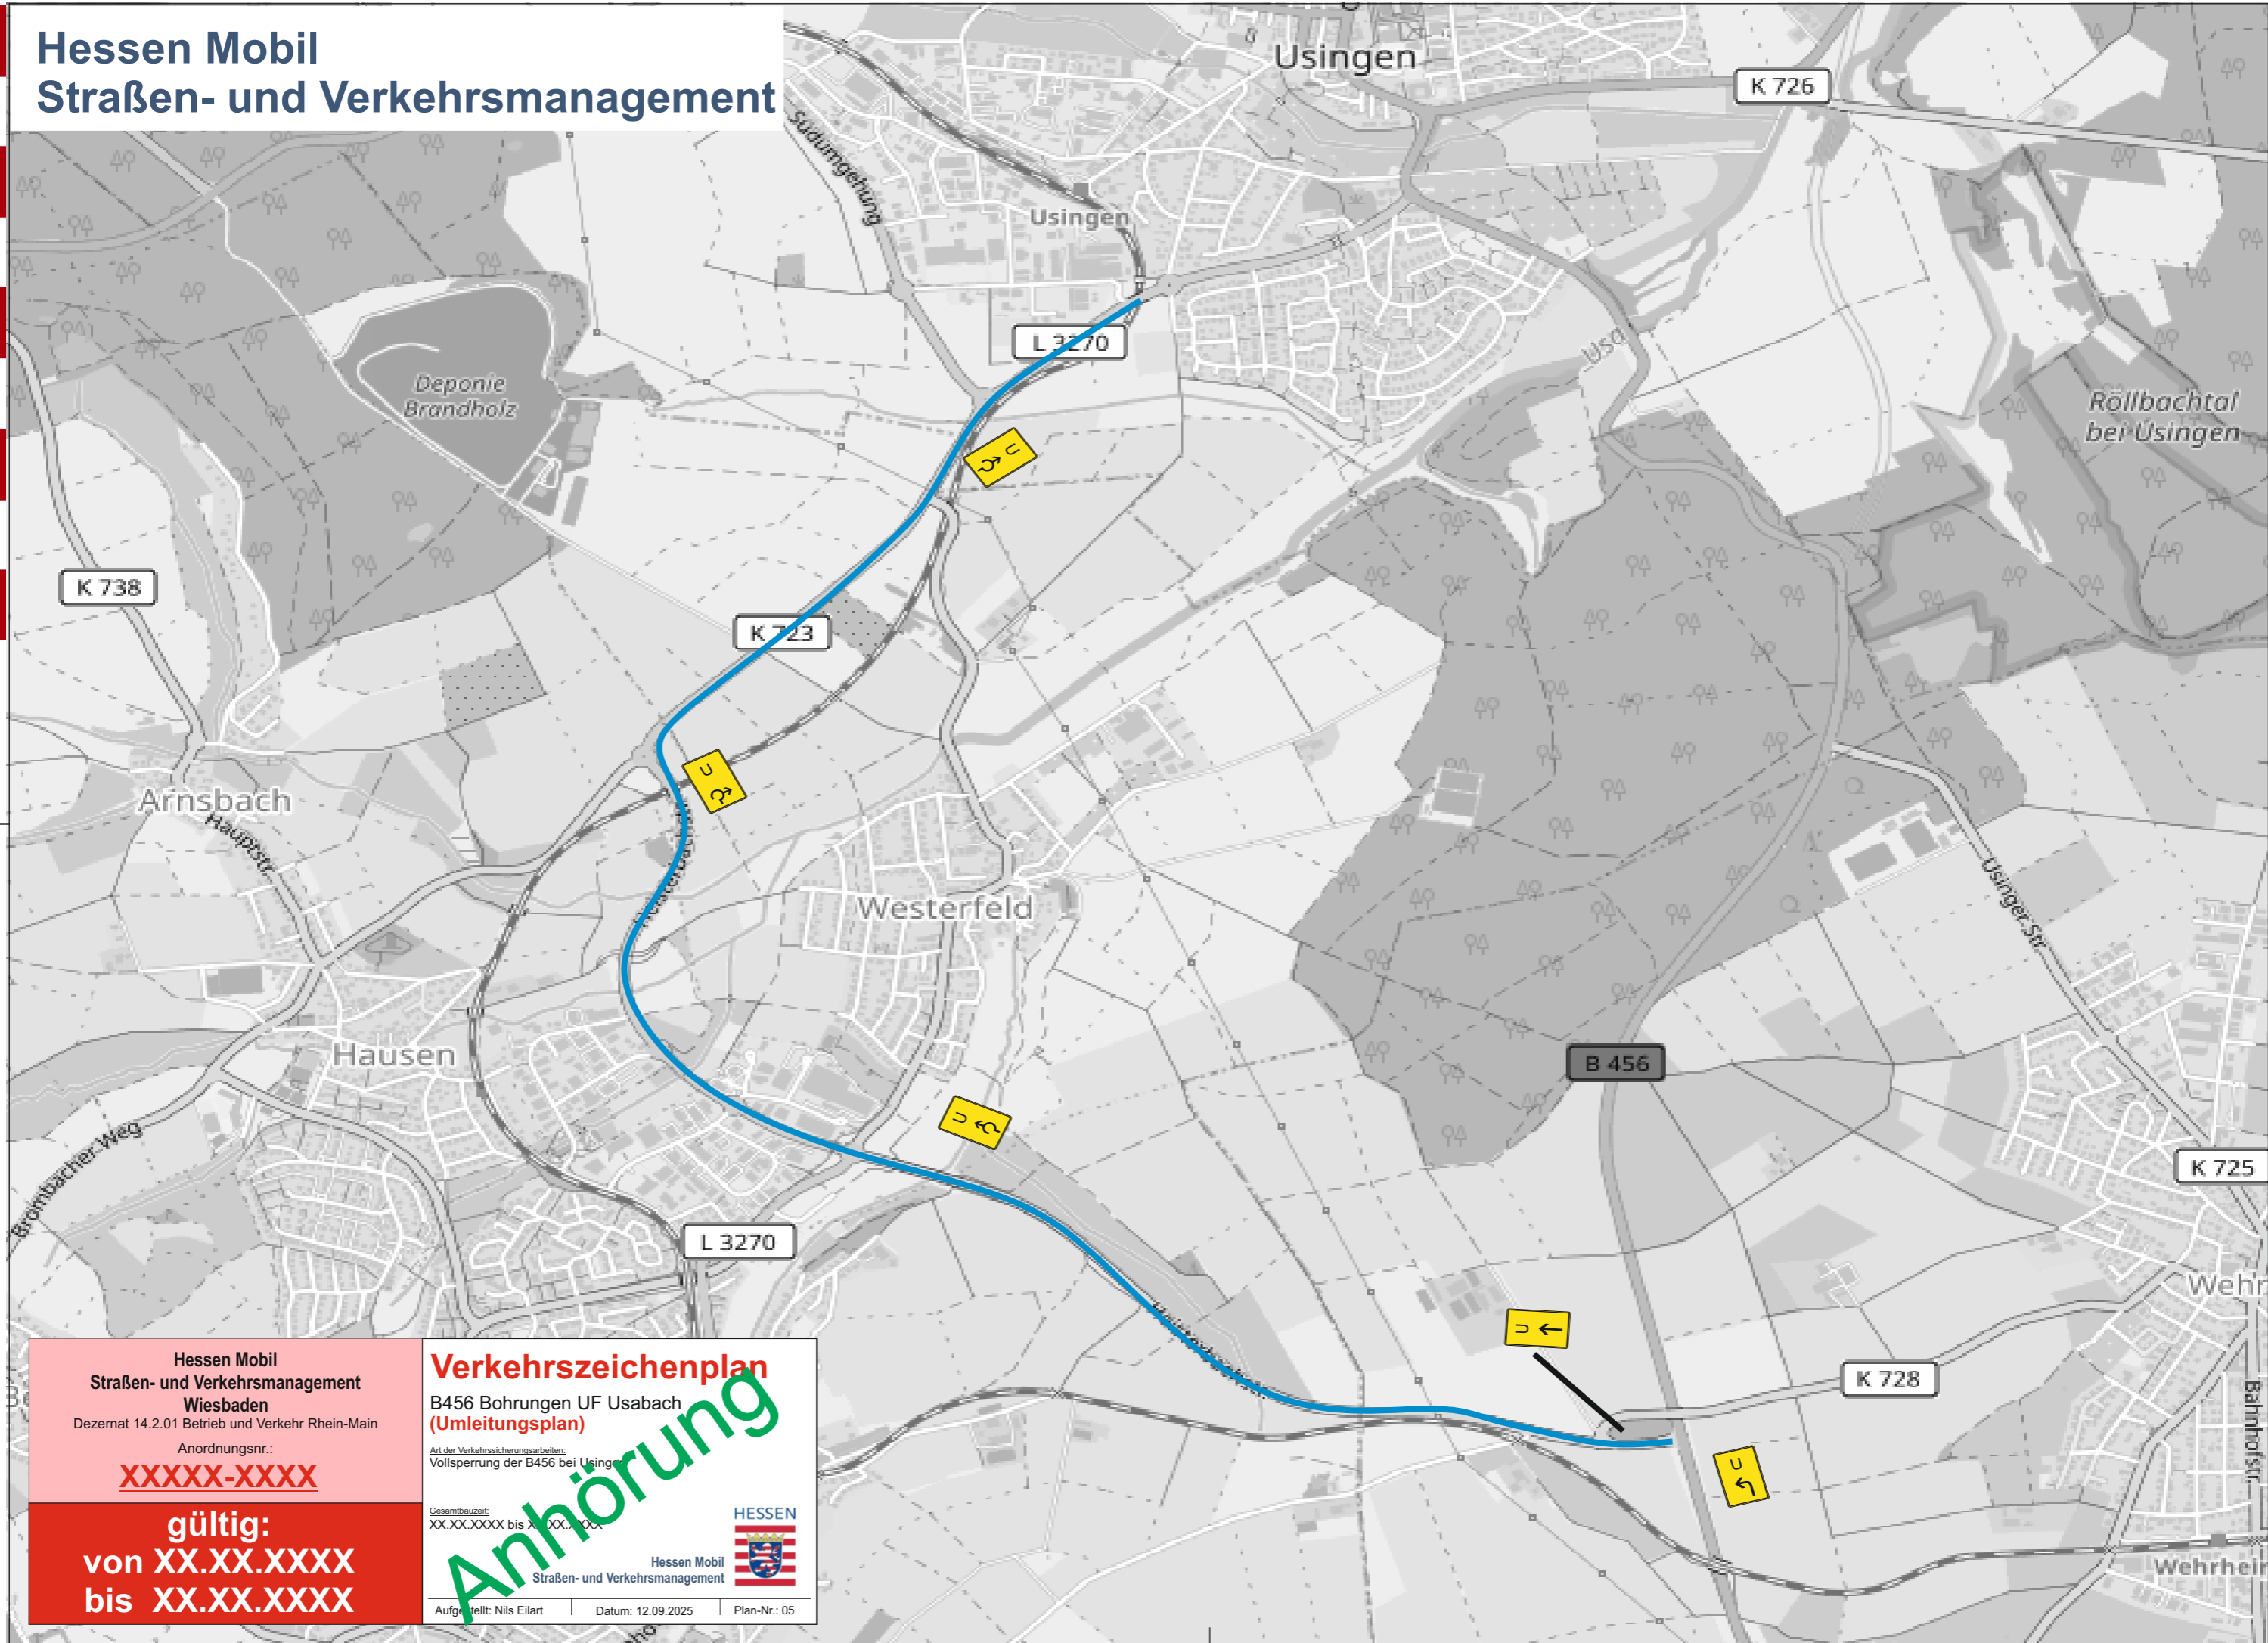 Hessen Mobil
Straßen- und Verkehrsmanagement
Usingen
K 726
Südumgehung
Usingen
L 3270
Usa
Deponie
Brandholz
Röllbachtal
bei Usingen
U
K 738
K 723
U
Arnsbach
Hauptstr.
Westerfeld
Usinger Str.
Hausen
B 456
U
Brombacher Weg
K 725
L 3270
Wehr
U
K 728
Bahnhofstr.
U
Wehrhei
Hessen Mobil
Straßen- und Verkehrsmanagement
Wiesbaden
Dezernat 14.2.01 Betrieb und Verkehr Rhein-Main
Anordnungsnr.:
XXXXX-XXXX
gültig:
von XX.XX.XXXX
bis XX.XX.XXXX
Verkehrszeichenplan
B456 Bohrungen UF Usabach
(Umleitungsplan)
Art der Verkehrssicherungsarbeiten:
Vollsperrung der B456 bei Usingen
Gesamtbauzeit:
XX.XX.XXXX bis XX.XX.XXXX
Anhörung
HESSEN
Hessen Mobil
Straßen- und Verkehrsmanagement
Aufgestellt: Nils Eilart
Datum: 12.09.2025
Plan-Nr.: 05